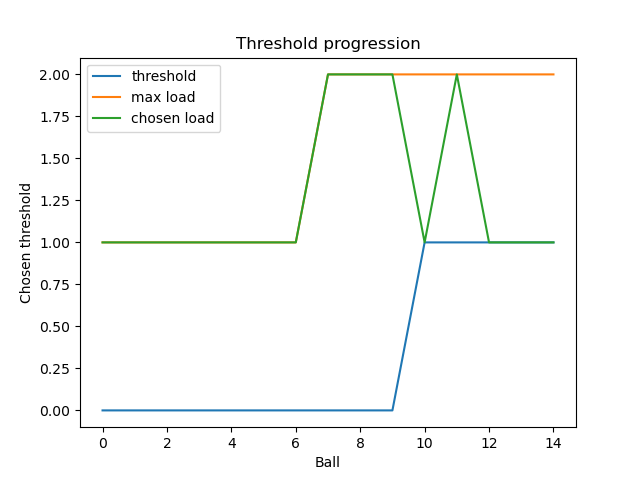 Threshold progression
threshold
max load
chosen load
2.00
1.75
1.50
1.25
1.00
0.75
0.50
0.25
0.00
Chosen threshold
0 2 4 6 8 10 12 14
Ball